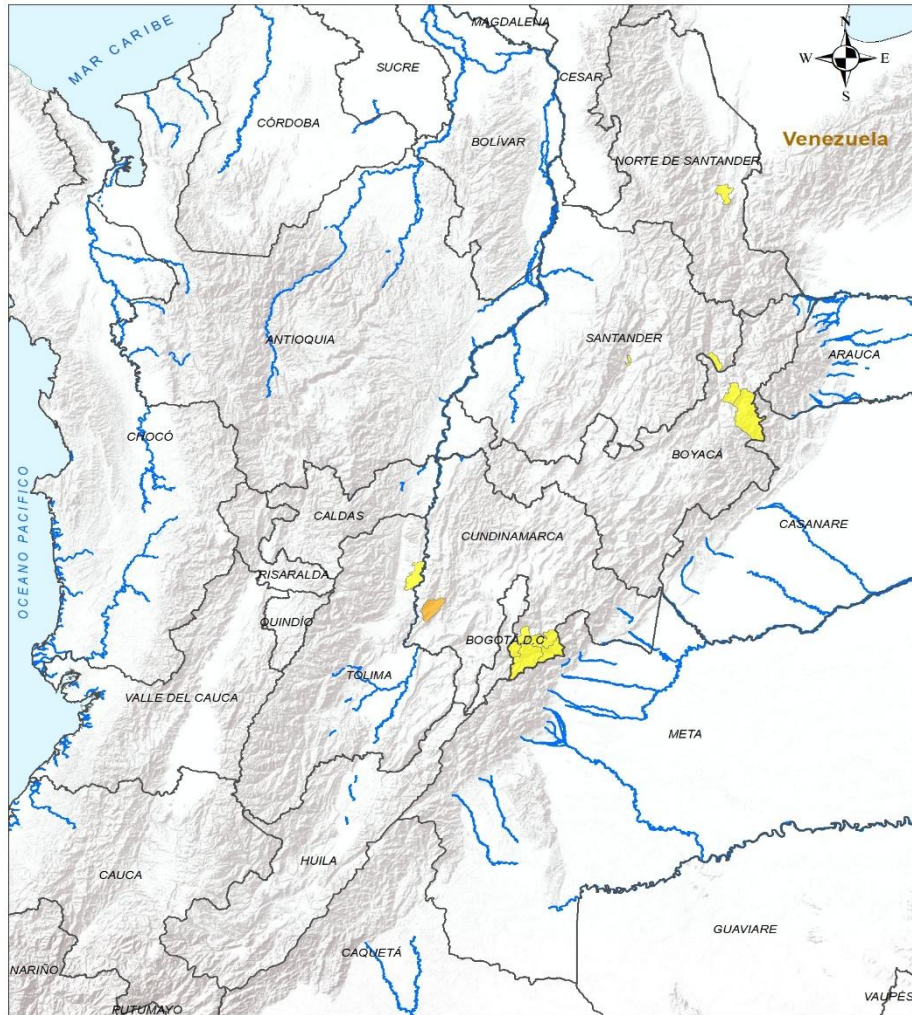 MAGDALENA
MAR CARIBE
N
W
E
S
SUCRE
CESAR
CÓRDOBA
BOLÍVAR
Venezuela
NORTE DE SANTANDER
ANTIOQUIA
SANTANDER
ARAUCA
CHOCÓ
BOYACÁ
OCEANO PACIFICO
CALDAS
CUNDINAMARCA
CASANARE
RISARALDA
QUINDÍO
BOGOTÁ,D.C
TOLIMA
VALLE DEL CAUCA
META
HUILA
CAUCA
GUAVIARE
CAQUETÁ
NARIÑO
VAUPÉS
PUTUMAYO